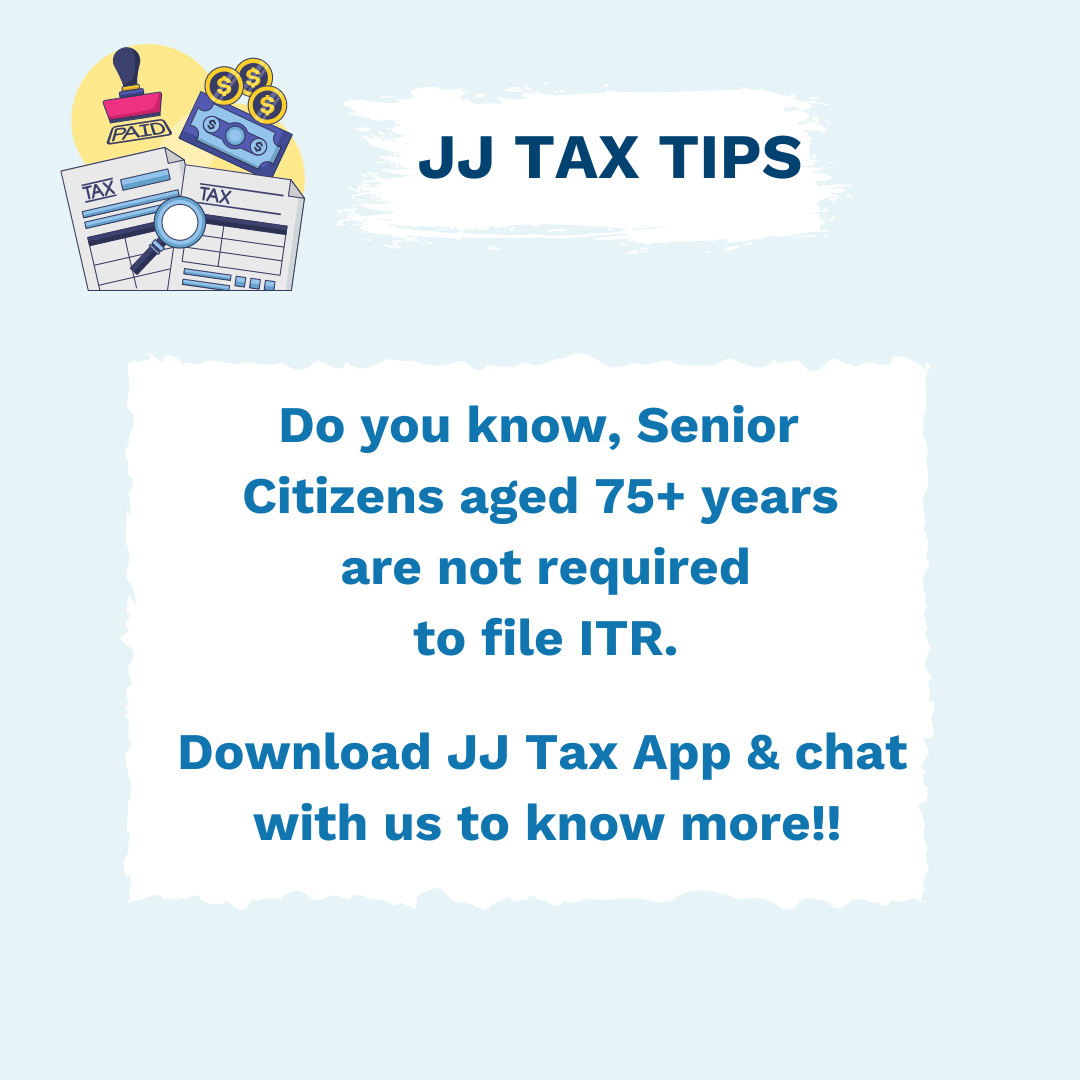 PAID
TAX
TAX
JJ TAX TIPS
Do you know, Senior
Citizens aged 75+ years
are not required
to file ITR.
Download JJ Tax App & chat
with us to know more!!